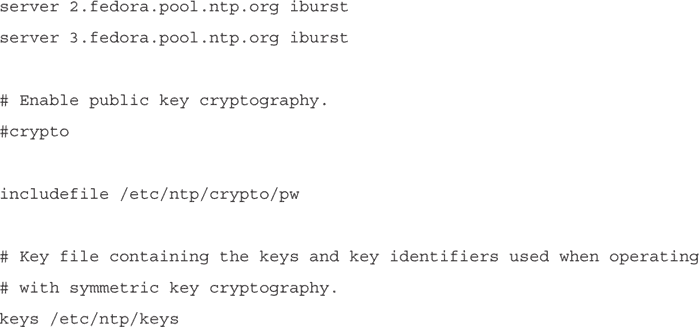 server 2.fedora.pool.ntp.org iburst
server 3.fedora.pool.ntp.org iburst
# Enable public key cryptography.
#crypto
includefile /etc/ntp/crypto/pw
# Key file containing the keys and key identifiers used when operating
# with symmetric key cryptography.
keys /etc/ntp/keys